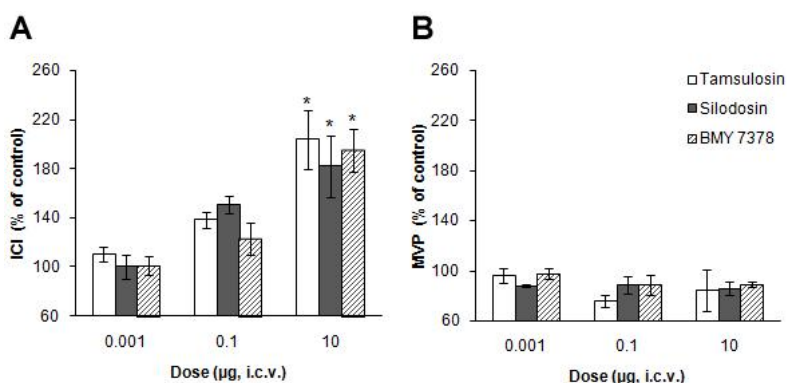 A
ICI (% of control)
260
220
180
140
100
60
* * *
0.001 0.1 10
Dose (µg, i.c.v.)
B
MVP (% of control)
260
220
180
140
100
60
Tamsulosin
Silodosin
BMY 7378
0.001 0.1 10
Dose (µg, i.c.v.)